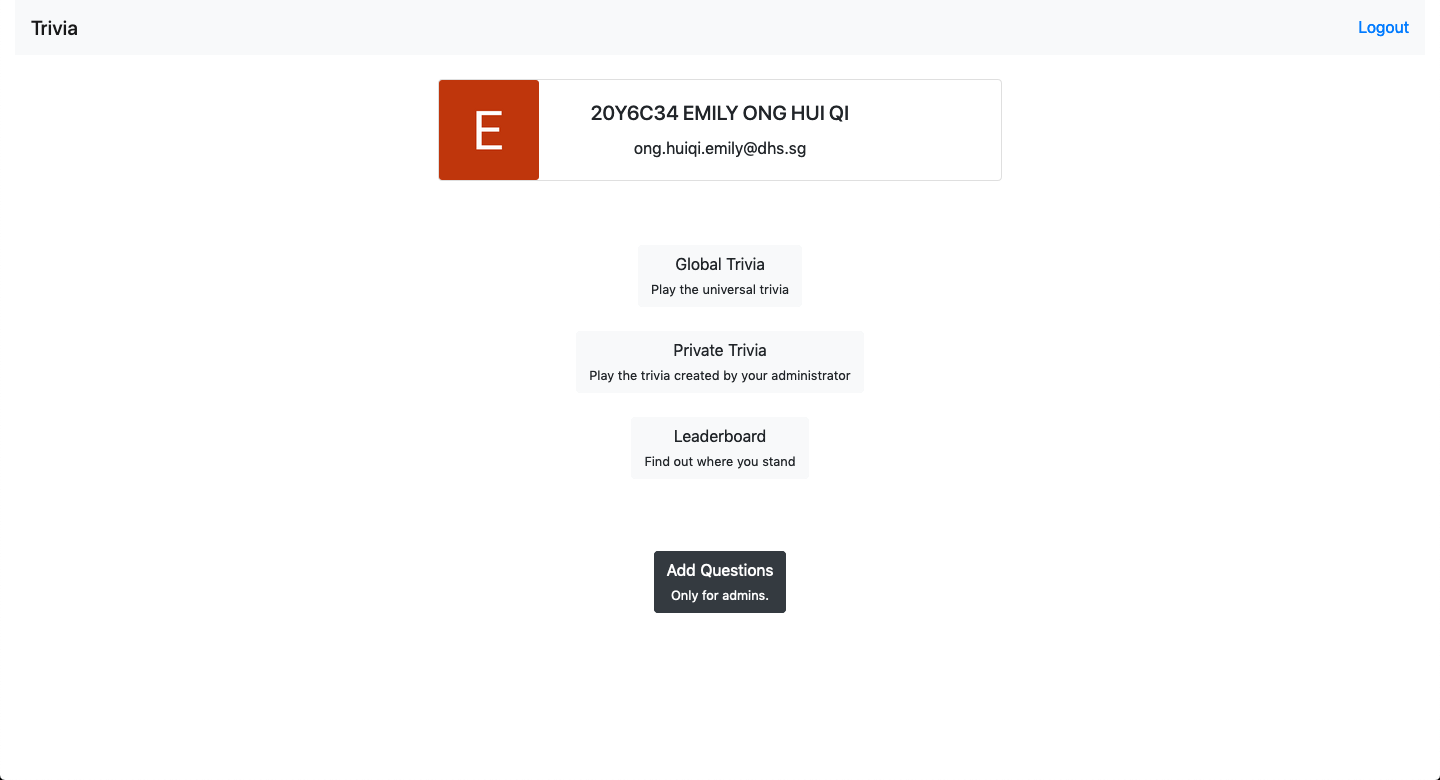 Trivia
Logout
E
20Y6C34 EMILY ONG HUI QI
ong.huiqi.emily@dhs.sg
Global Trivia
Play the universal trivia
Private Trivia
Play the trivia created by your administrator
Leaderboard
Find out where you stand
Add Questions
Only for admins.